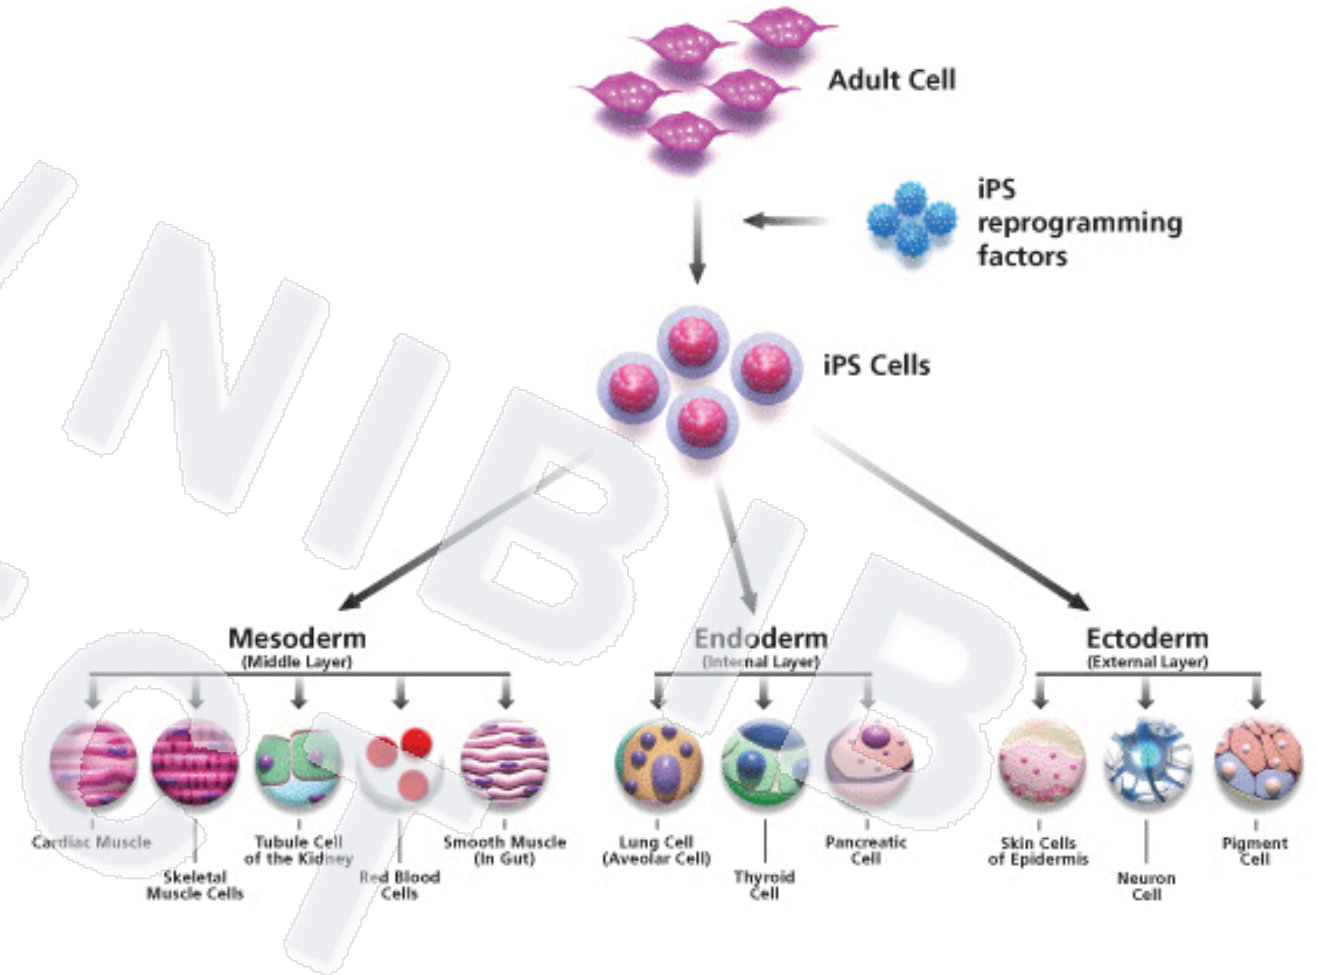 Adult Cell
iPS
reprogramming
factors
iPS Cells
Mesoderm
(Middle Layer)
Endoderm
(Internal Layer)
Ectoderm
(External Layer)
Cardiac Muscle
Skeletal
Muscle Cells
Tubule Cell
of the Kidney
Red Blood
Cells
Smooth Muscle
(In Gut)
Lung Cell
(Aveolar Cell)
Thyroid
Cell
Pancreatic
Cell
Skin Cells
of Epidermis
Neuron
Cell
Pigment
Cell
NIBIB
CT